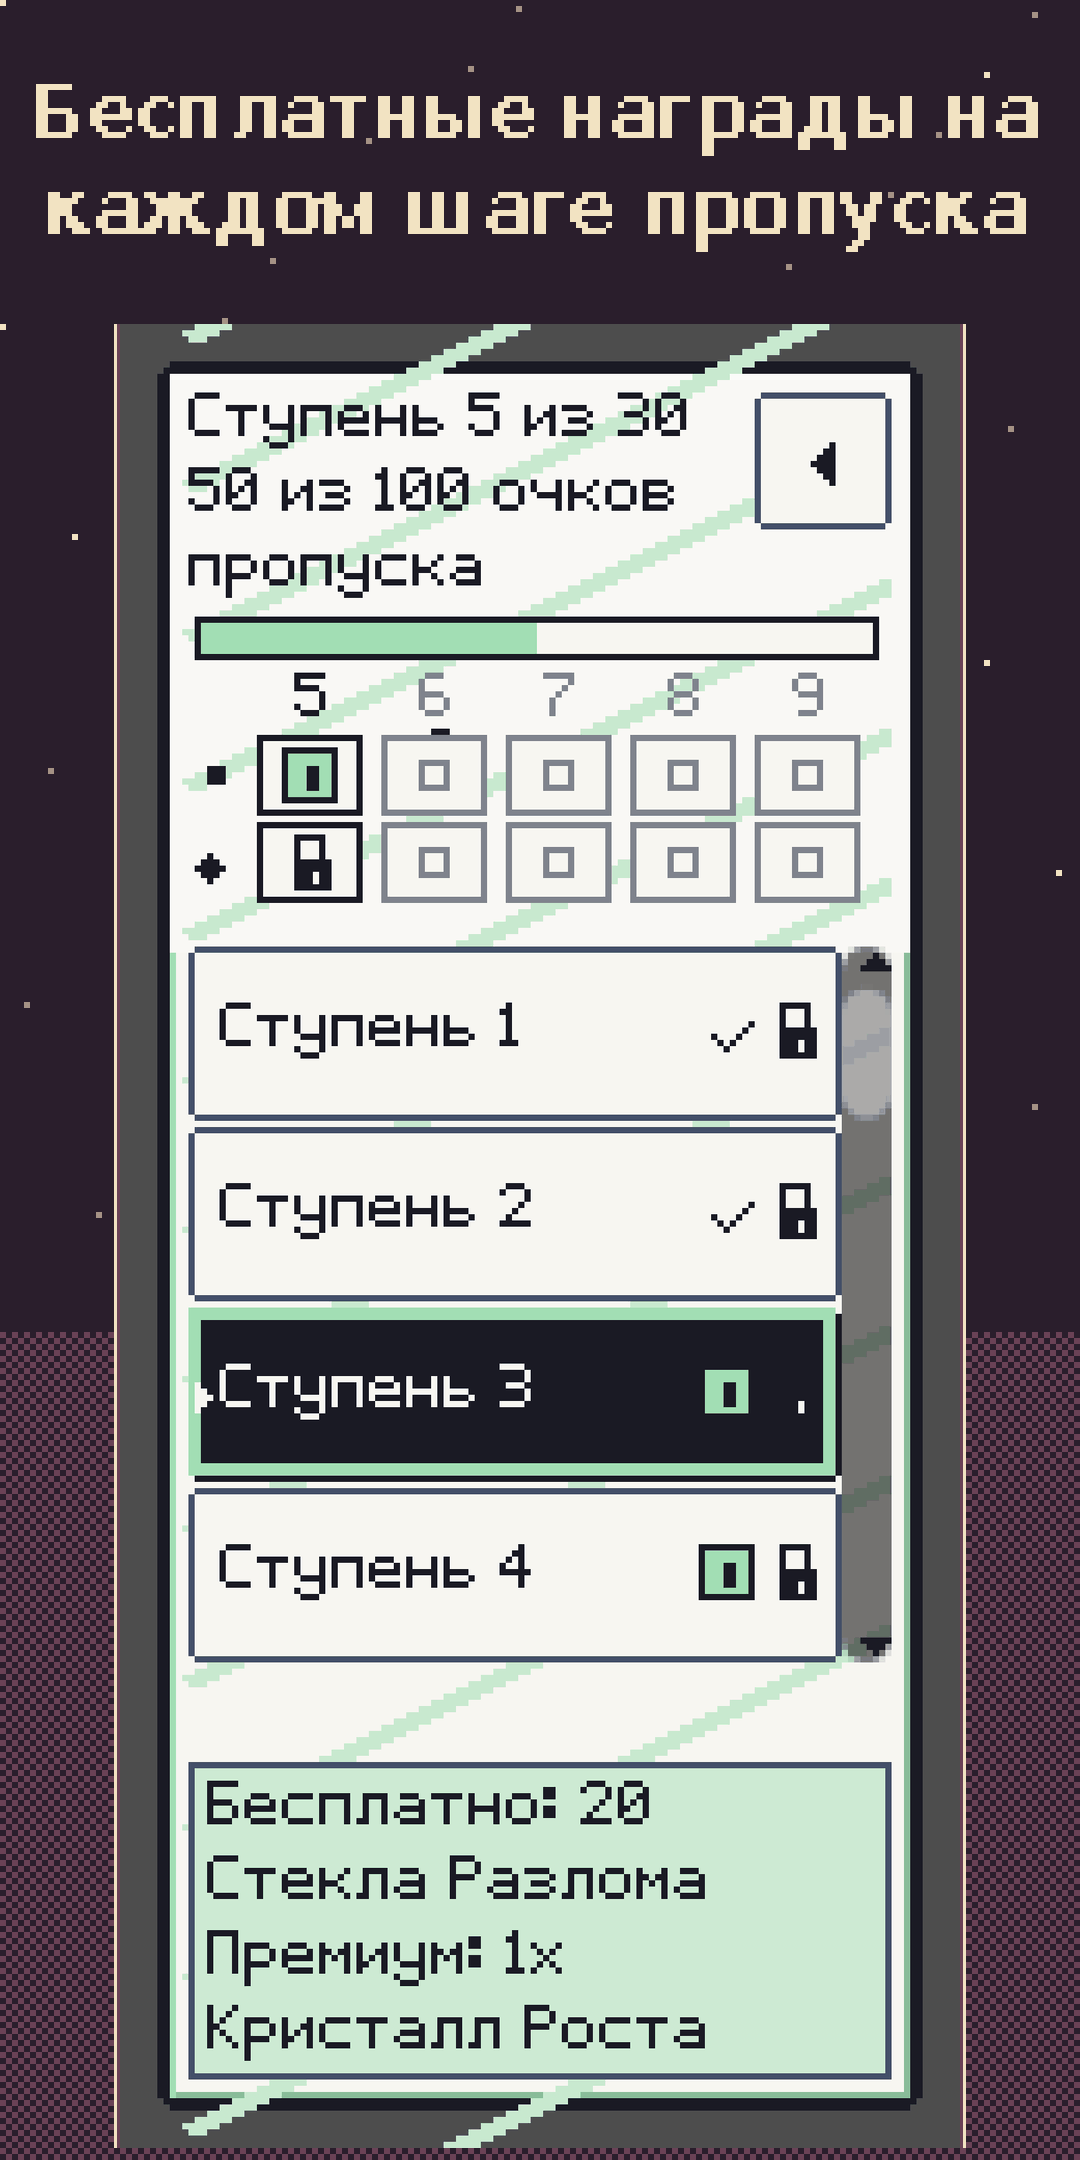 Бесплатные награды на
каждом шаге пропуска
Ступень 5 из 30
50 из 100 очков
пропуска
5 6 7 8 9
Ступень 1
Ступень 2
Ступень 3
Ступень 4
Бесплатно: 20
Стекла Разлома
Премиум: 1x
Кристалл Роста